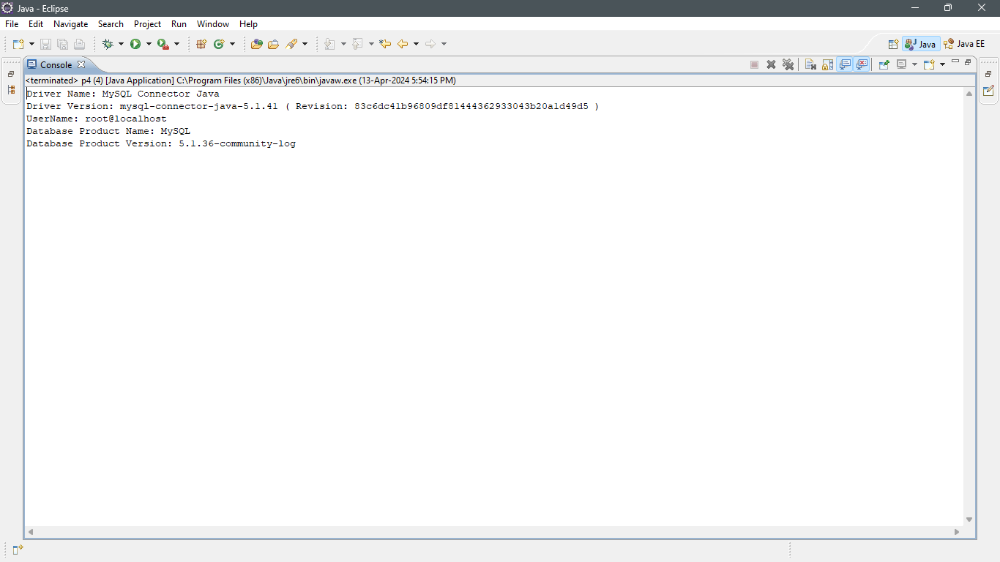 Java - Eclipse
File Edit Navigate Search Project Run Window Help
Java Java EE
Console
<terminated> p4 (4) [Java Application] C:\Program Files (x86)\Java\jre6\bin\javaw.exe (13-Apr-2024 5:54:15 PM)
Driver Name: MySQL Connector Java
Driver Version: mysql-connector-java-5.1.41 ( Revision: 83c6dc41b96809df81444362933043b20a1d49d5 )
UserName: root@localhost
Database Product Name: MySQL
Database Product Version: 5.1.36-community-log